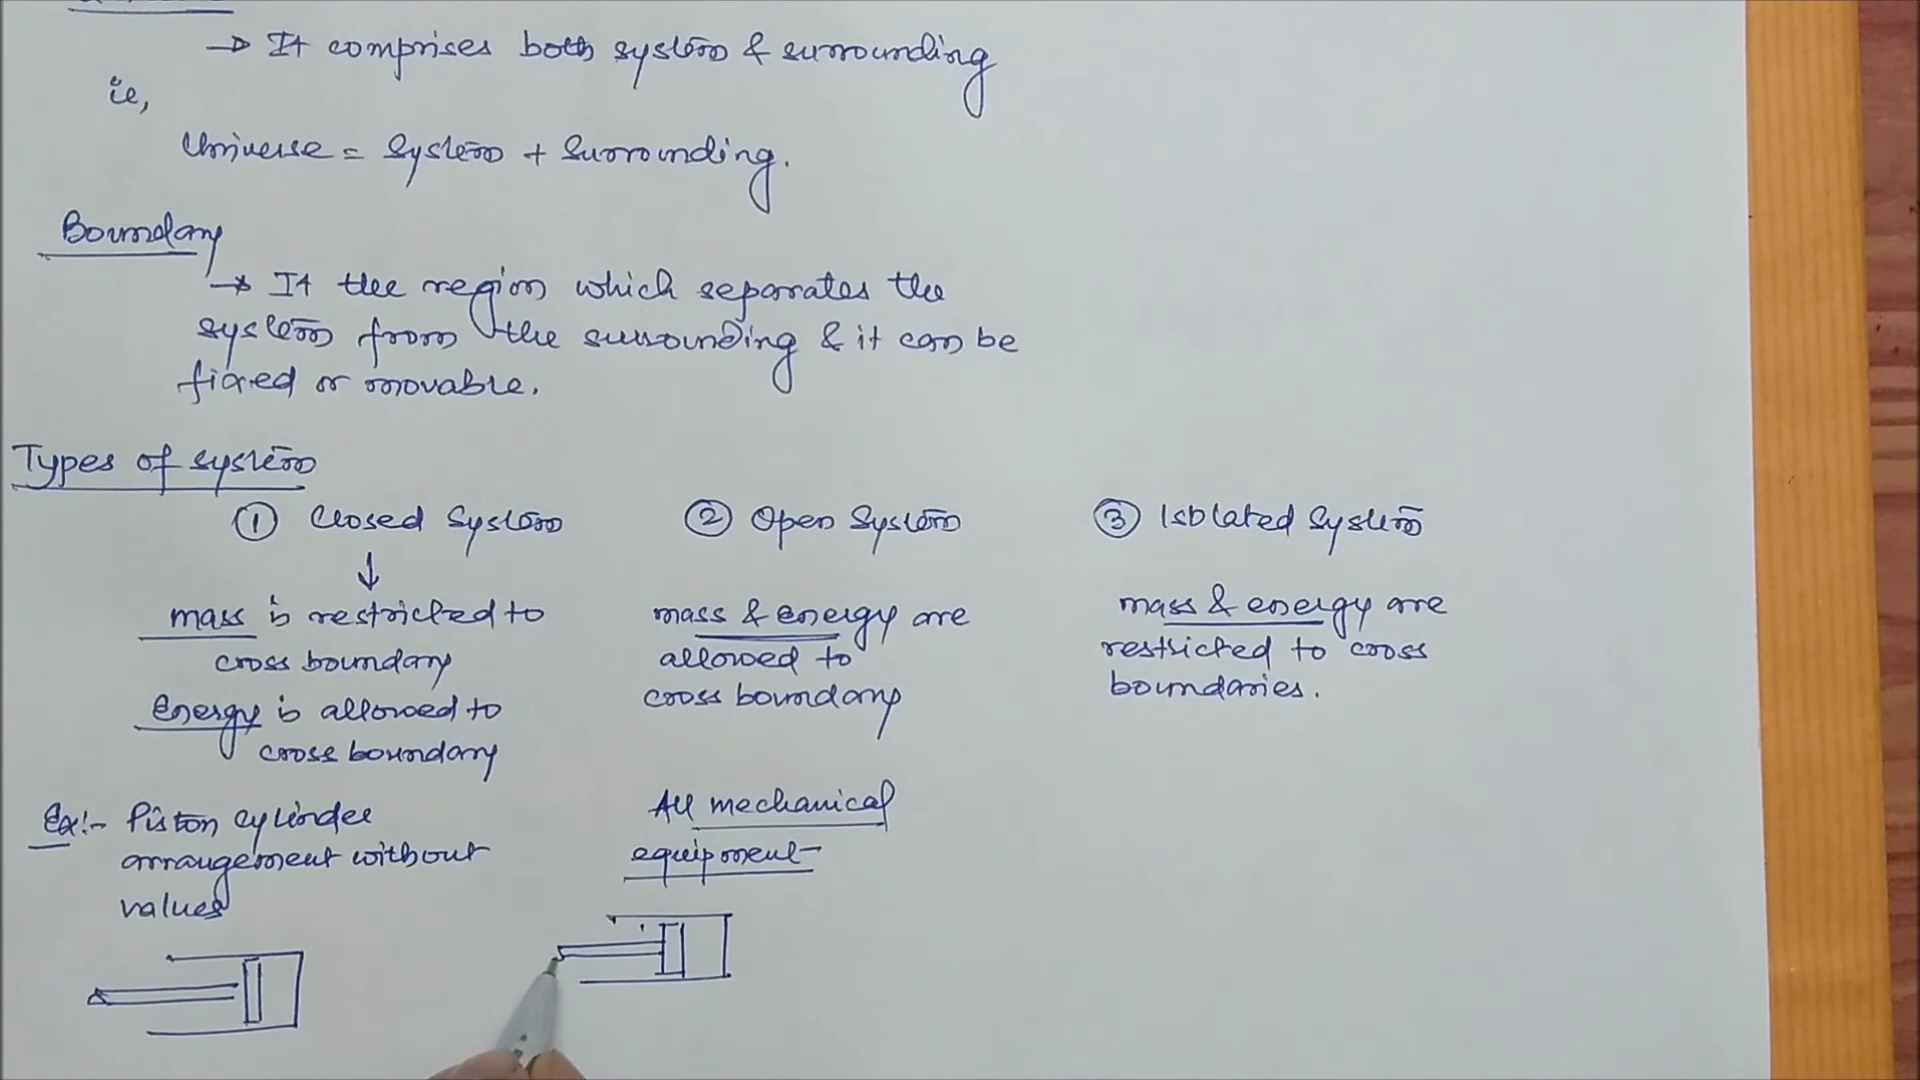 → It comprises both system & surrounding
ie,
Universe = System + Surrounding.
Boundary
→ It the region which separates the
system from the surrounding & it can be
fixed or movable.
Types of system
① Closed System
↓
mass is restricted to
cross boundary
Energy is allowed to
cross boundary
Ex:- Piston cylinder
arrangement without
values
② Open System
mass & energy are
allowed to
cross boundary
All mechanical
equipment
③ Isolated System
mass & energy are
restricted to cross
boundaries.